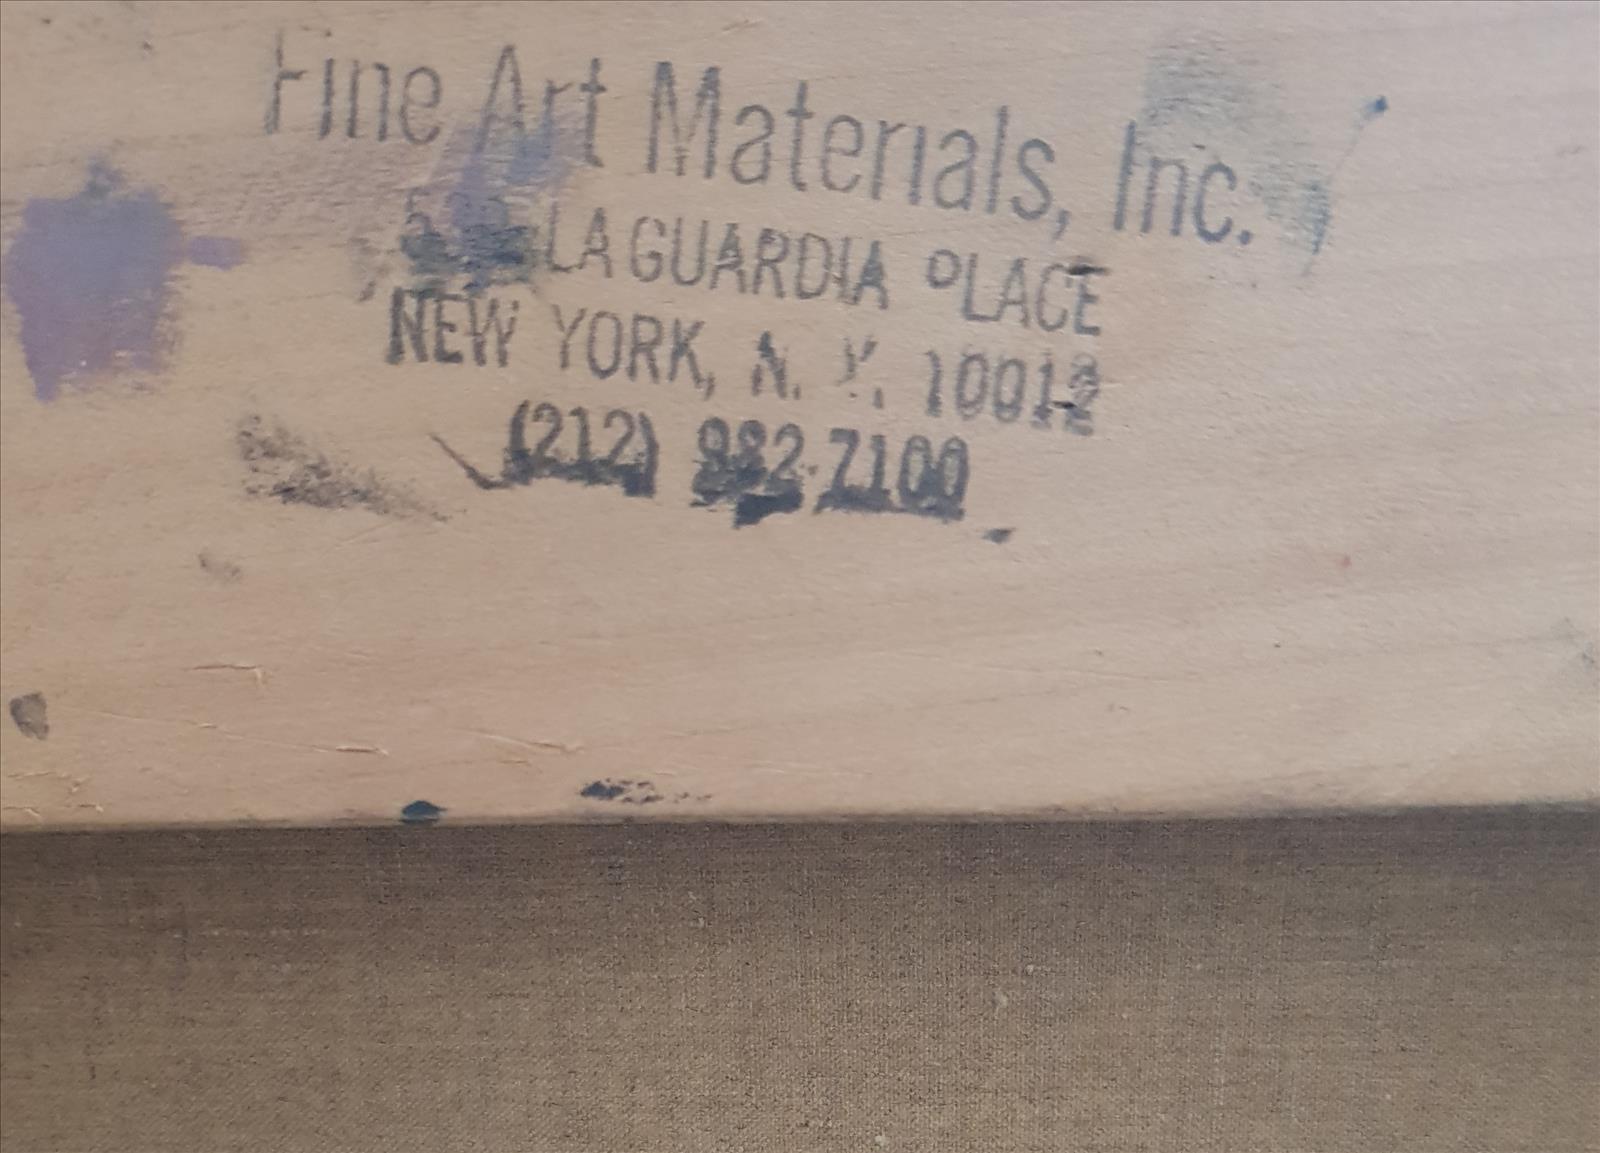 Fine Art Materials, Inc.
LA GUARDIA PLACE
NEW YORK, N. Y. 10012
(212) 982-7100